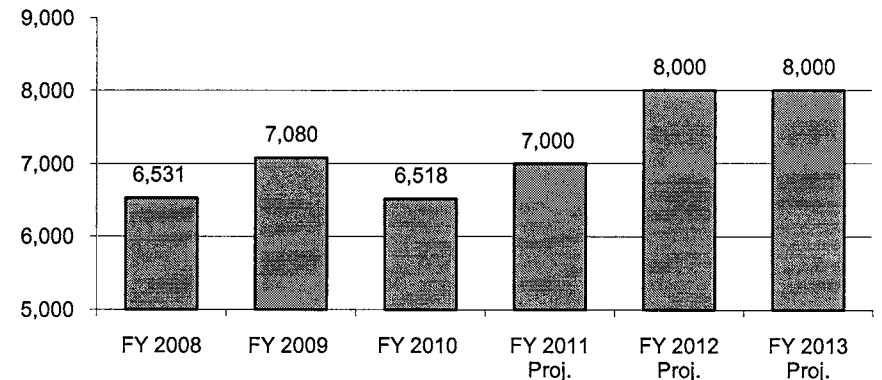 9,000
8,000
7,000
6,000
5,000
6,531
7,080
6,518
7,000
8,000
8,000
FY 2008
FY 2009
FY 2010
FY 2011
Proj.
FY 2012
Proj.
FY 2013
Proj.